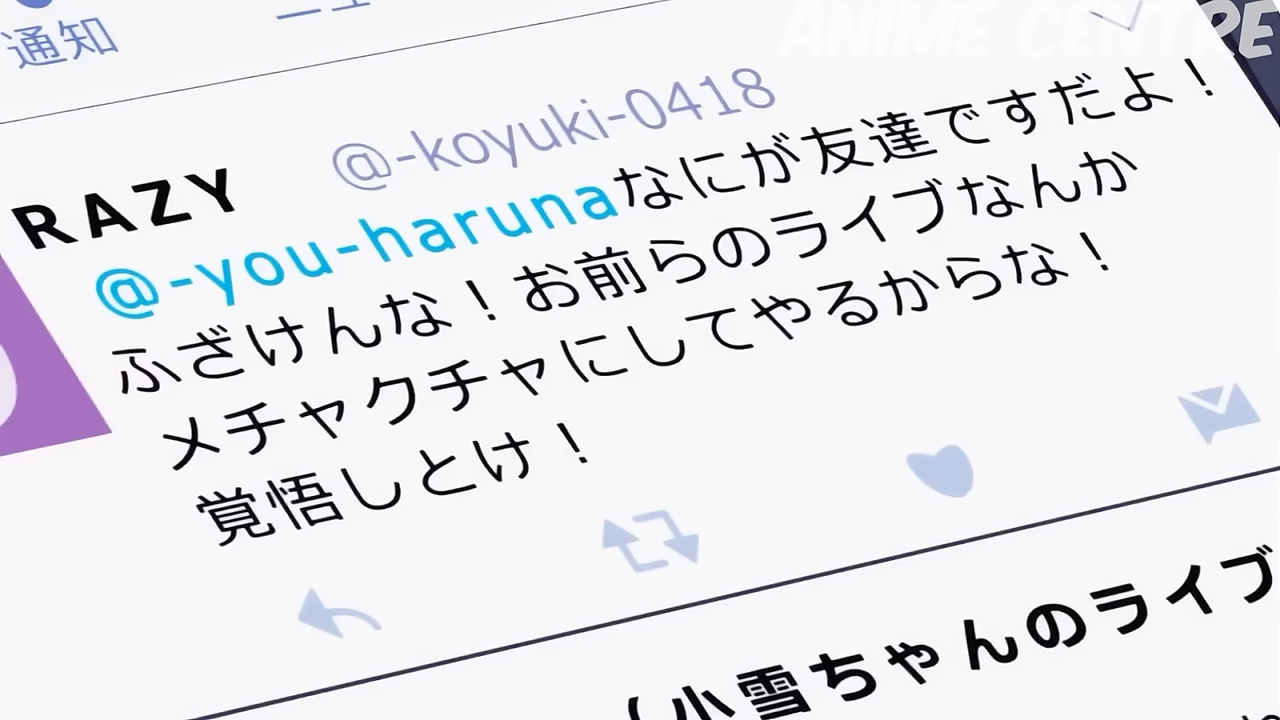 通知
ANIME CENTRE
RAZY @-koyuki-0418
@-you-harunaなにが友達ですだよ！
ふざけんな！お前らのライブなんか
メチャクチャにしてやるからな！
覚悟しとけ！
(小雪ちゃんのライブ